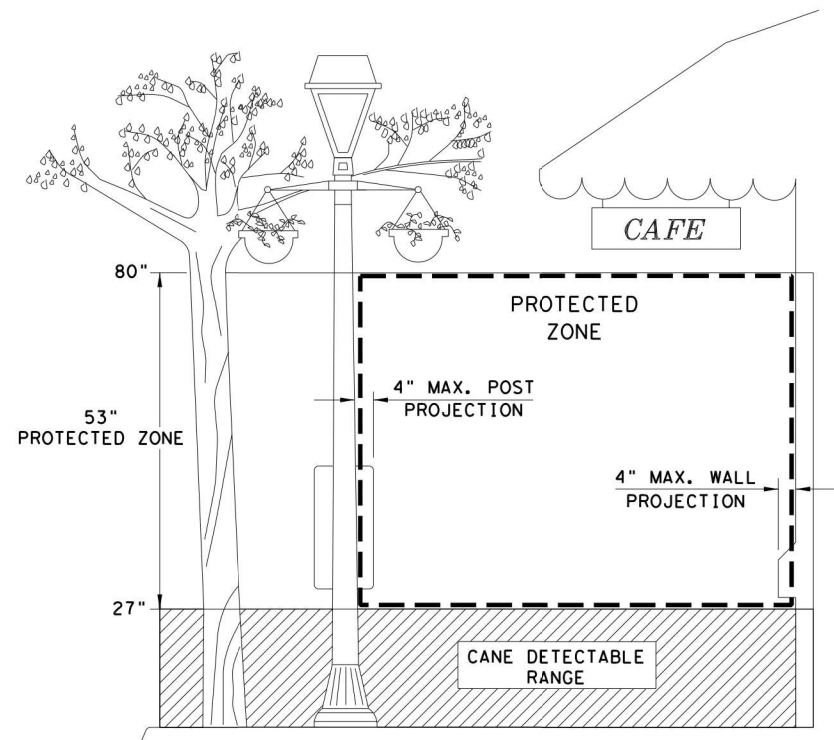 CAFE
80"
PROTECTED
ZONE
4" MAX. POST
PROJECTION
53"
PROTECTED ZONE
4" MAX. WALL
PROJECTION
27"
CANE DETECTABLE
RANGE